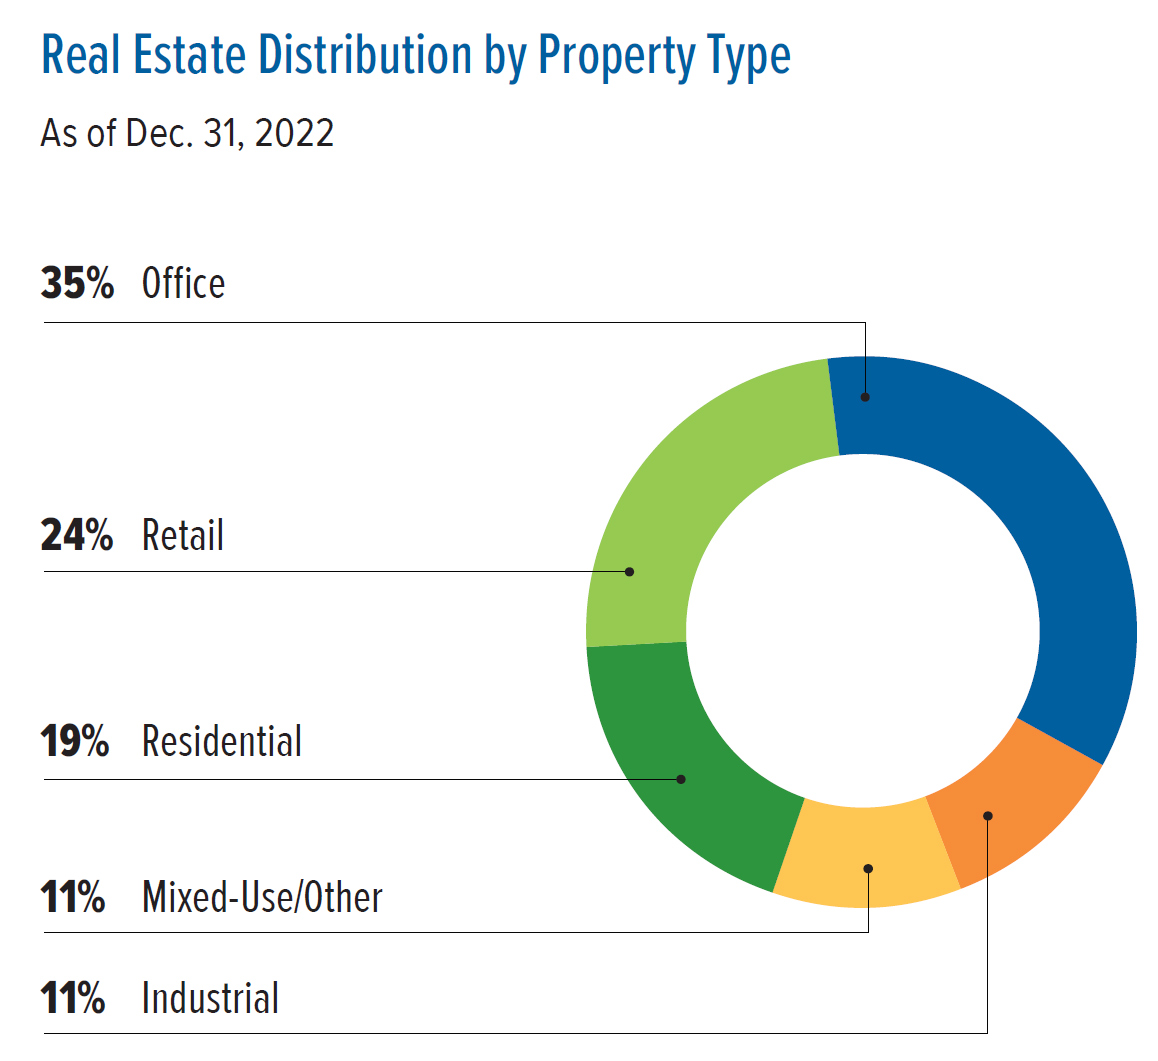 Real Estate Distribution by Property Type
As of Dec. 31, 2022
35% Office
24% Retail
19% Residential
11% Mixed-Use/Other
11% Industrial